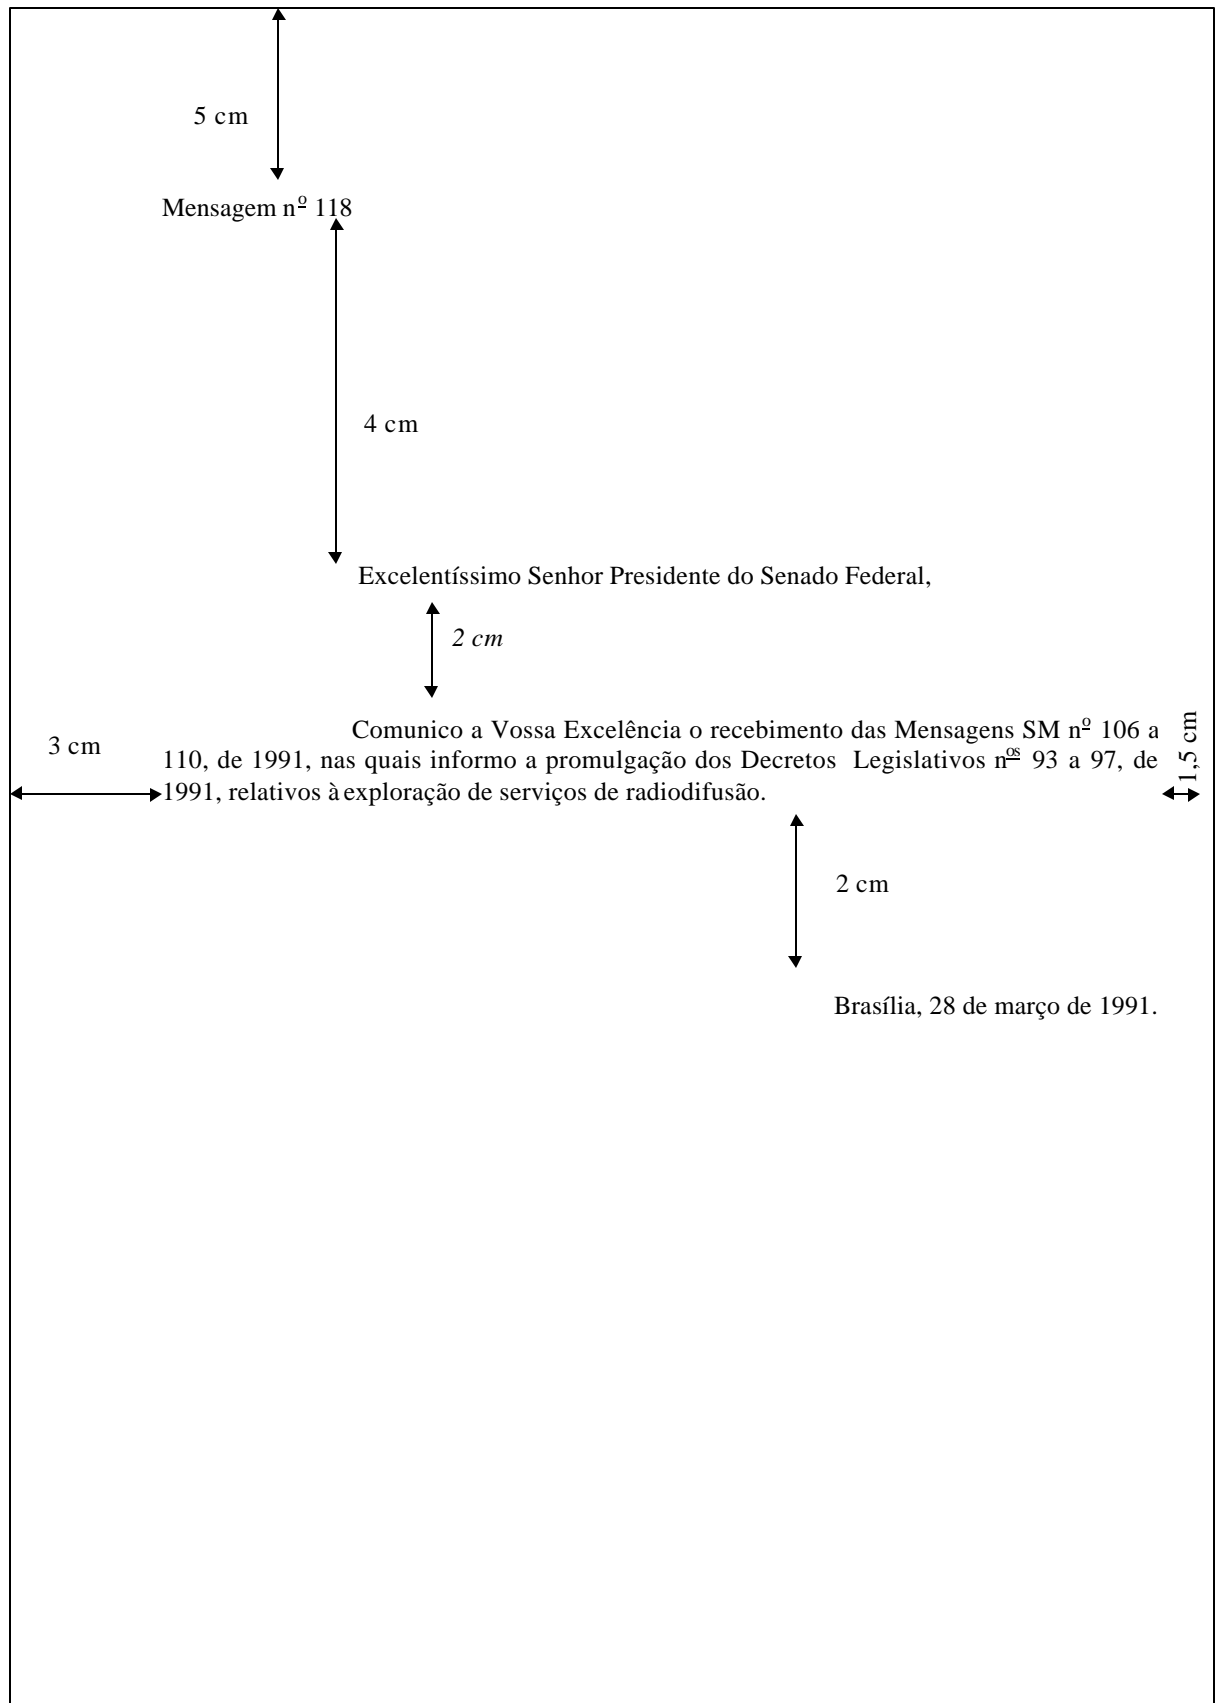 5 cm
Mensagem nº 118
4 cm
Excelentíssimo Senhor Presidente do Senado Federal,
2 cm
Comunico a Vossa Excelência o recebimento das Mensagens SM nº 106 a
110, de 1991, nas quais informo a promulgação dos Decretos Legislativos nos 93 a 97, de
1991, relativos à exploração de serviços de radiodifusão.
3 cm
1,5 cm
2 cm
Brasília, 28 de março de 1991.